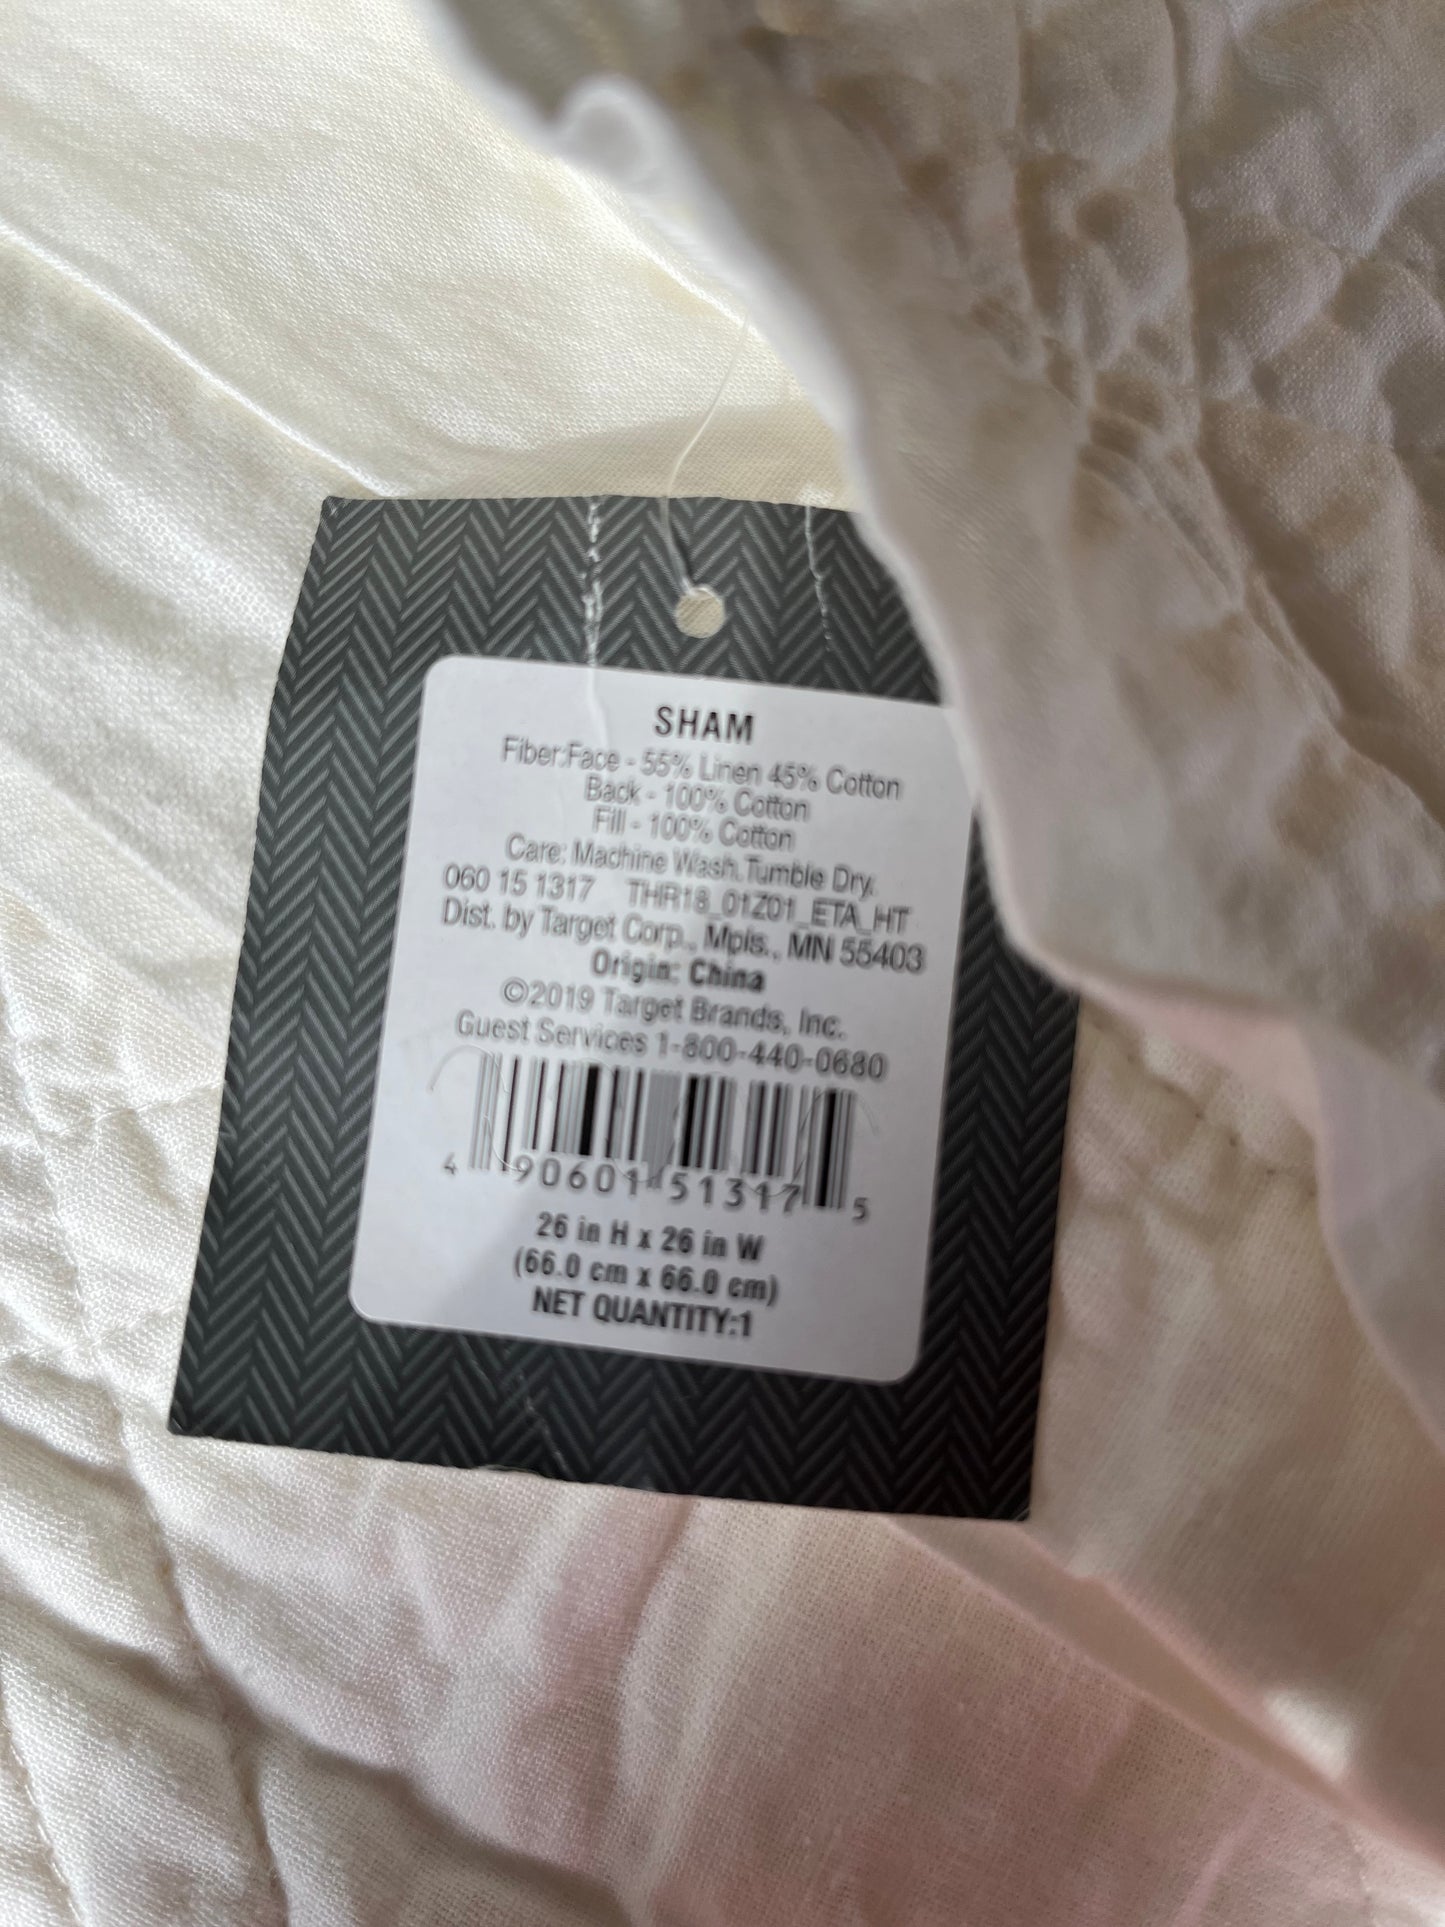 SHAM
Fiber:Face - 55% Linen 45% Cotton
Back - 100% Cotton
Fill - 100% Cotton
Care: Machine Wash.Tumble Dry.
060 15 1317 THR18_01Z01_ETA_HT
Dist. by Target Corp., Mpls., MN 55403
Origin: China
©2019 Target Brands, Inc.
Guest Services 1-800-440-0680
4 90601 51317 5
26 in H x 26 in W
(66.0 cm x 66.0 cm)
NET QUANTITY:1